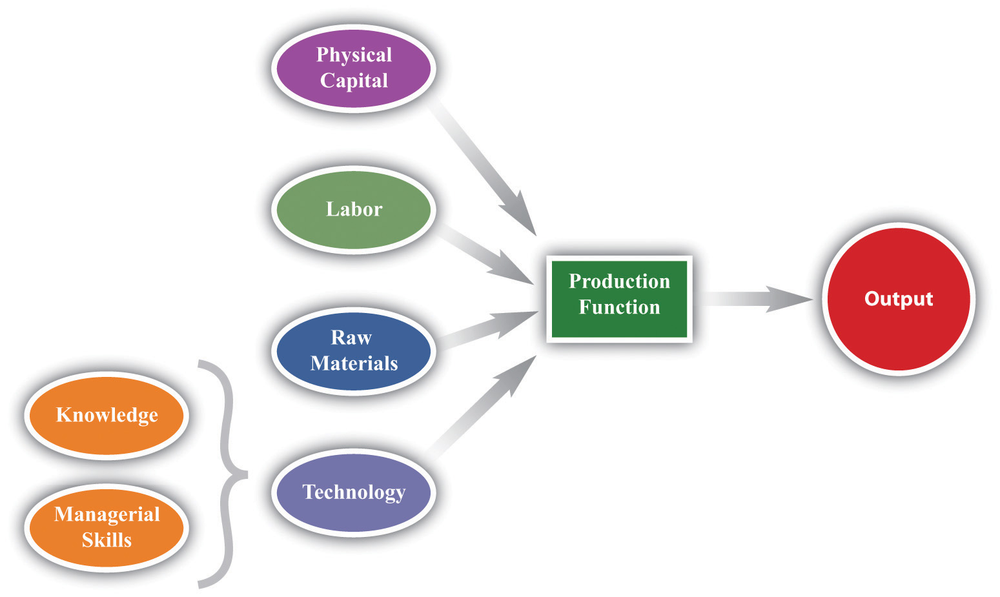 Physical
Capital
Labor
Raw
Materials
Knowledge
Managerial
Skills
Technology
Production
Function
Output